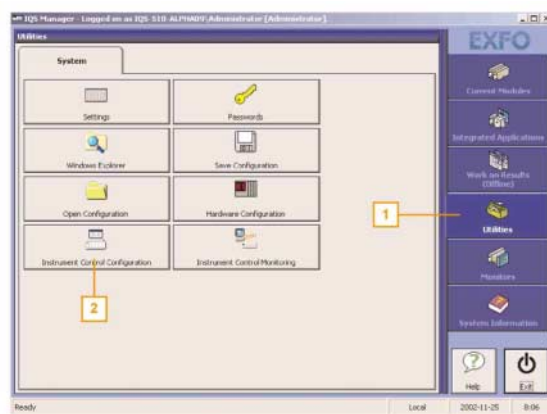 IQS Manager - Logged on as IQS-510-ALPHA09\Administrator [Administrator]
Utilities
System
Settings
Passwords
Windows Explorer
Save Configuration
Open Configuration
Hardware Configuration
Instrument Control Configuration
Instrument Control Monitoring
2
1
EXFO
Current Modules
Integrated Applications
Work on Results
(Offline)
Utilities
Monitors
System Information
Help
Exit
Ready
Local
2002-11-25
8:06